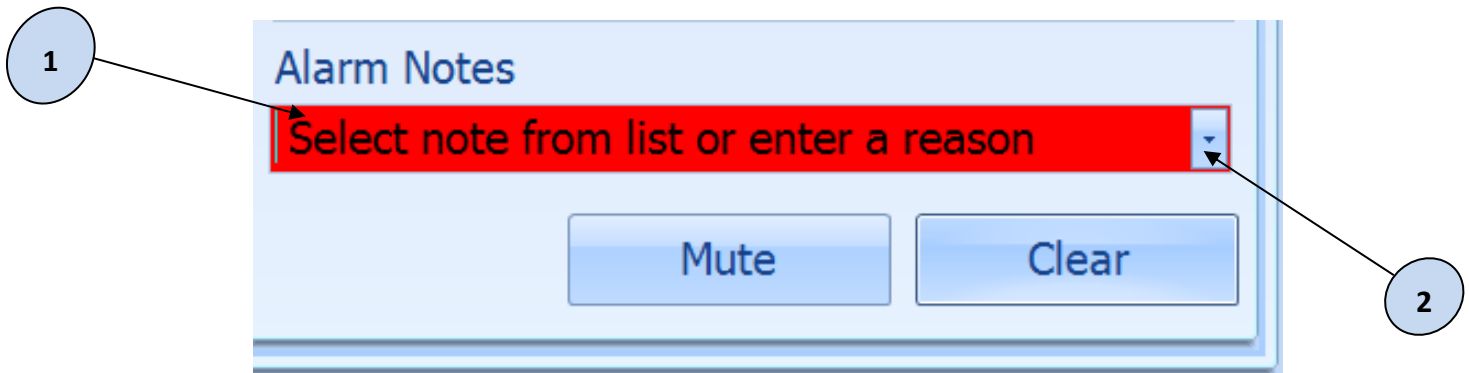 1
Alarm Notes
Select note from list or enter a reason
Mute Clear
2